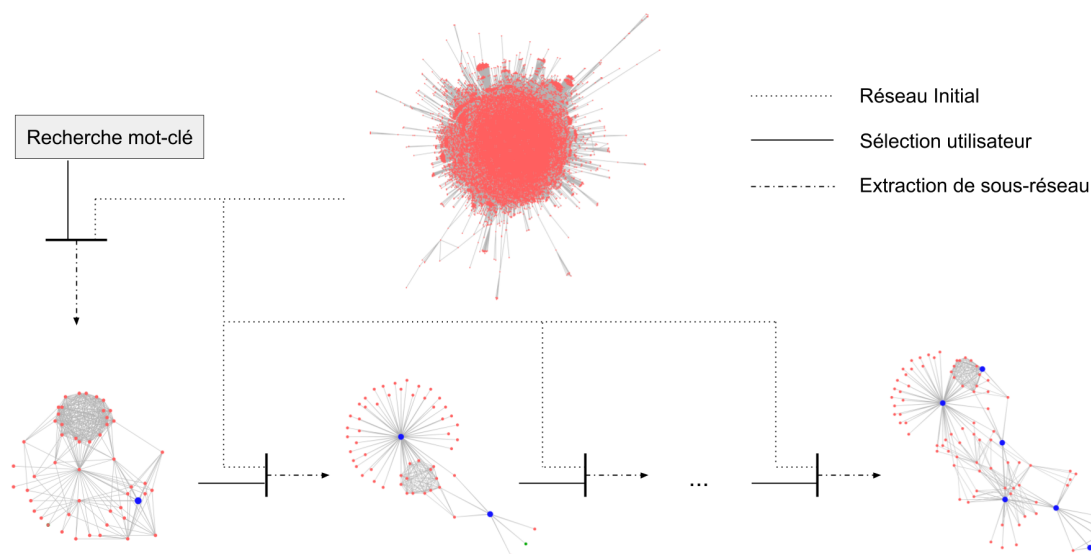 Réseau Initial
Recherche mot-clé
Sélection utilisateur
Extraction de sous-réseau
...